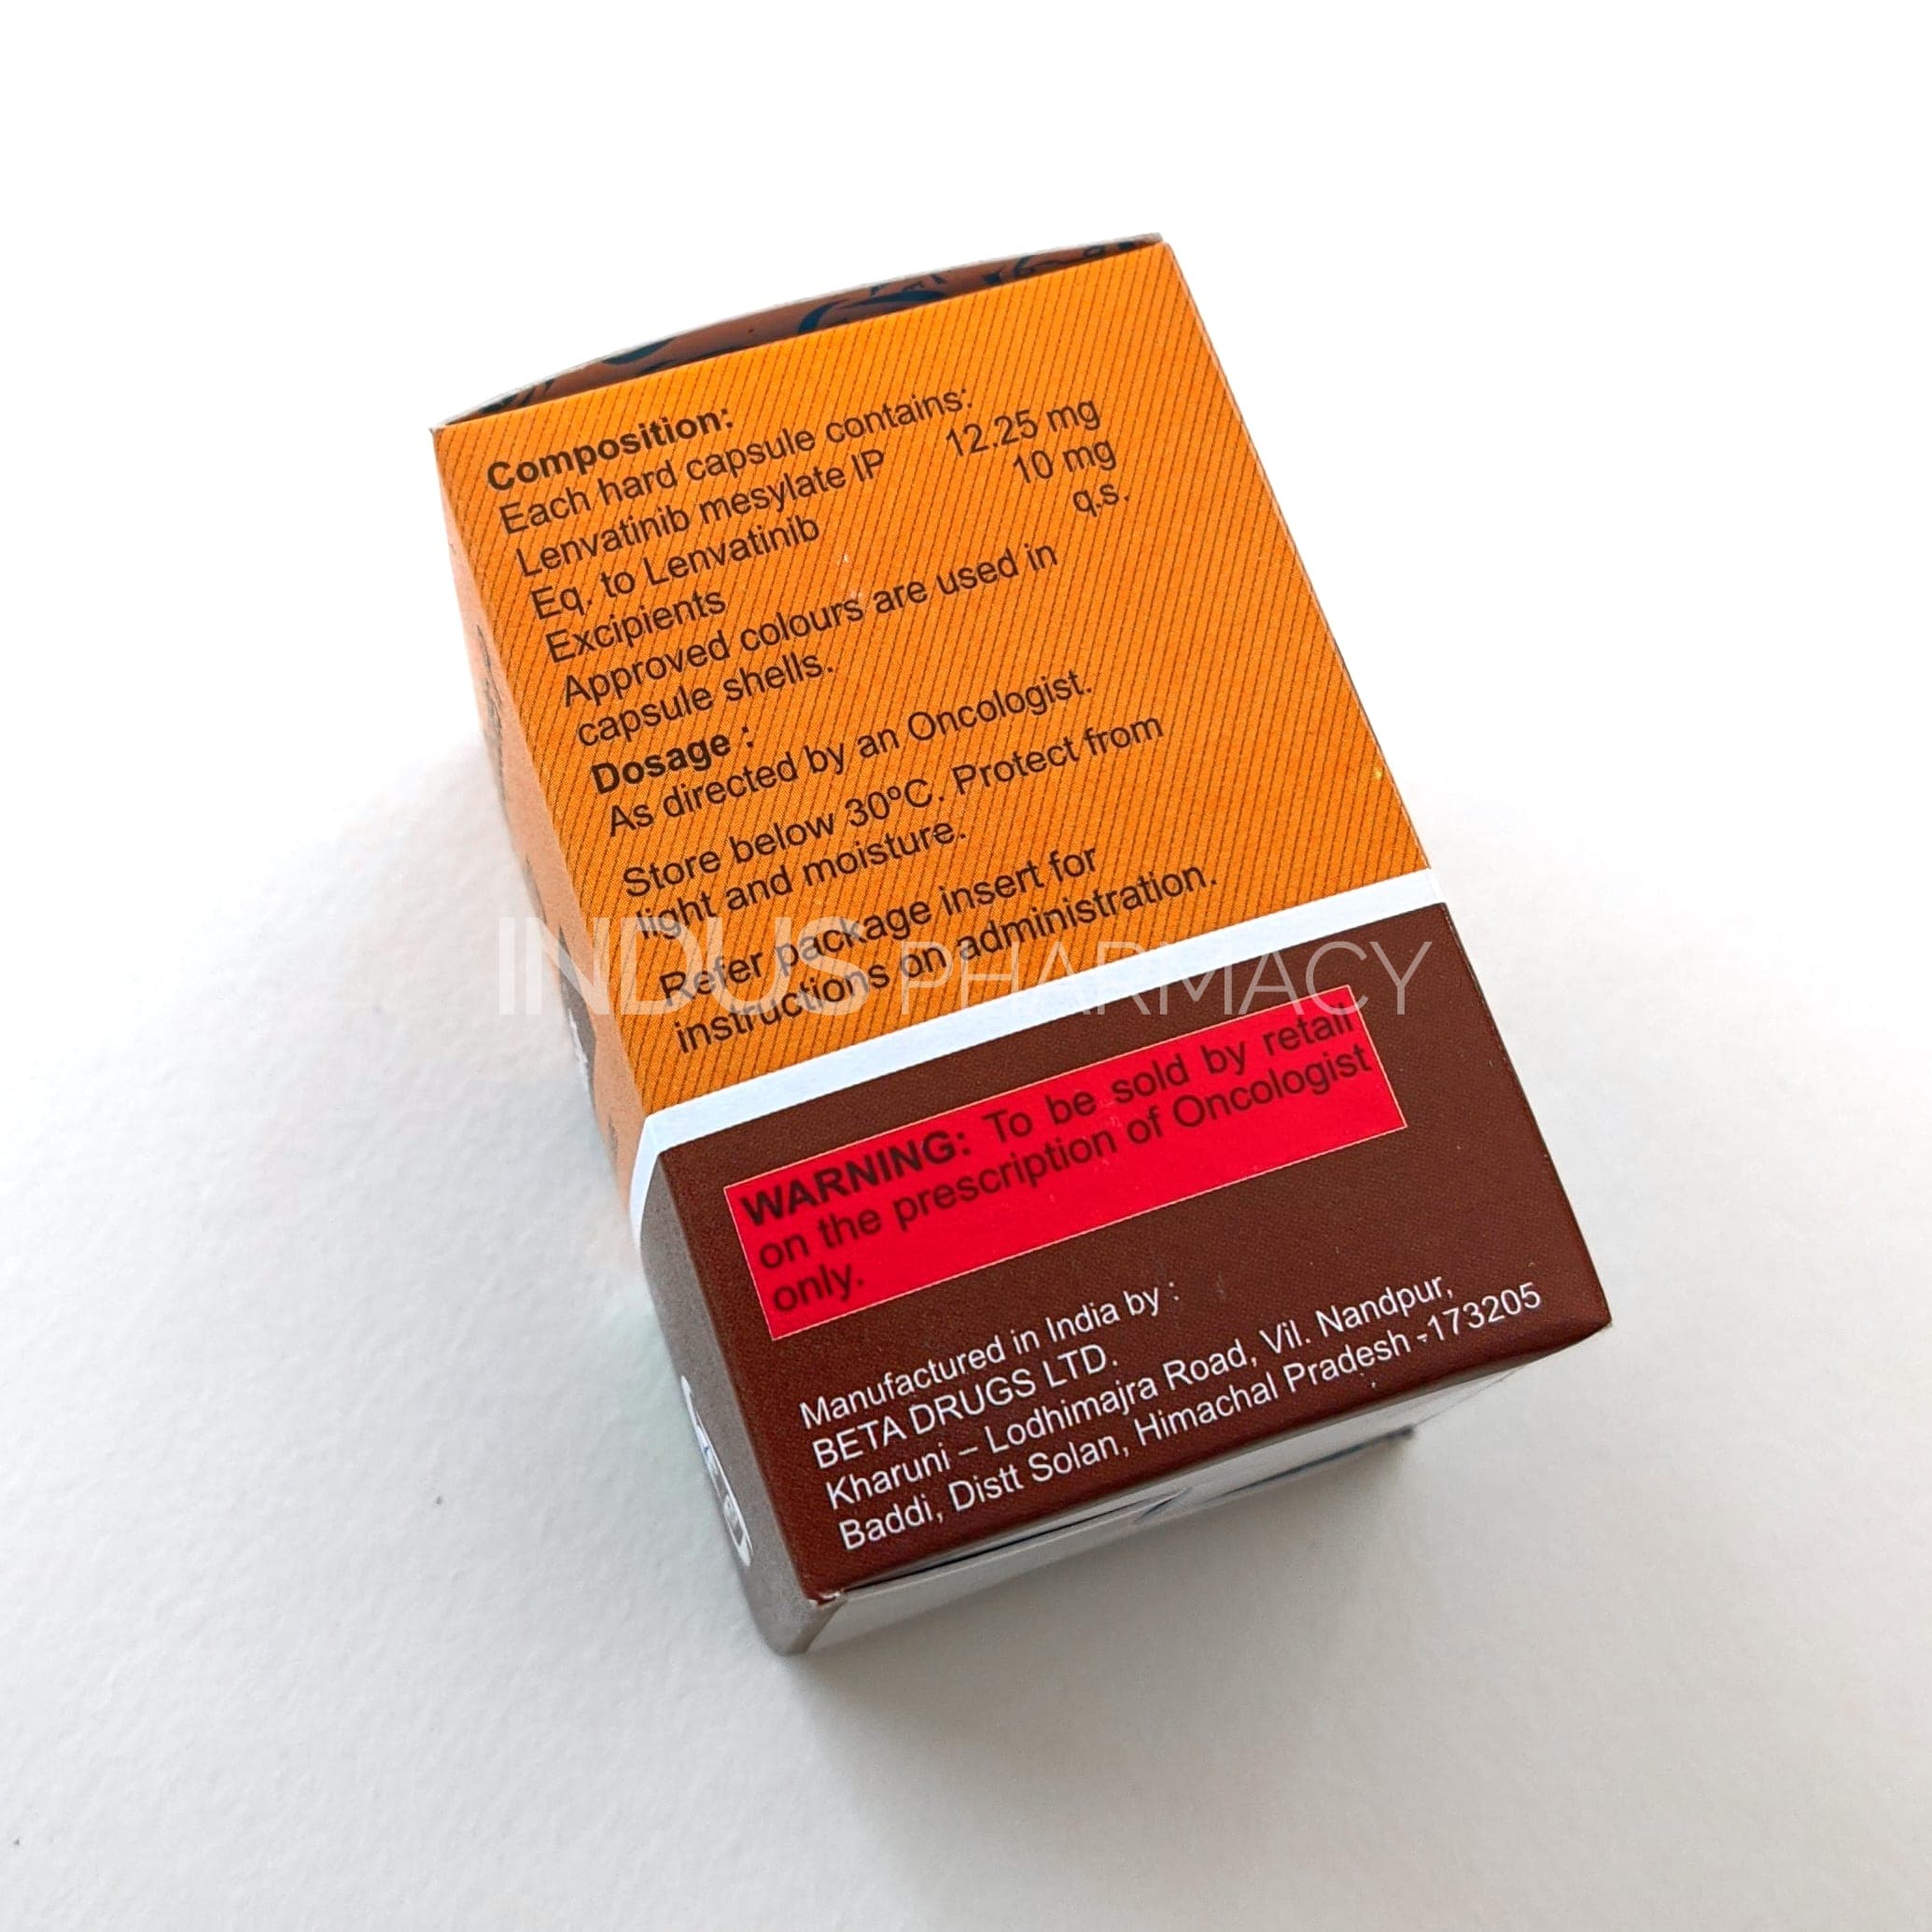 Composition:
Each hard capsule contains:
Lenvatinib mesylate IP 12.25 mg
Eq. to Lenvatinib 10 mg
Excipients q.s.
Approved colours are used in
capsule shells.
Dosage :
As directed by an Oncologist.
Store below 30°C. Protect from
light and moisture.
Refer package insert for
instructions on administration.
INDUS PHARMACY
WARNING: To be sold by retail
on the prescription of Oncologist
only.
Manufactured in India by :
BETA DRUGS LTD.
Kharuni – Lodhimajra Road, Vil. Nandpur,
Baddi, Distt Solan, Himachal Pradesh -173205